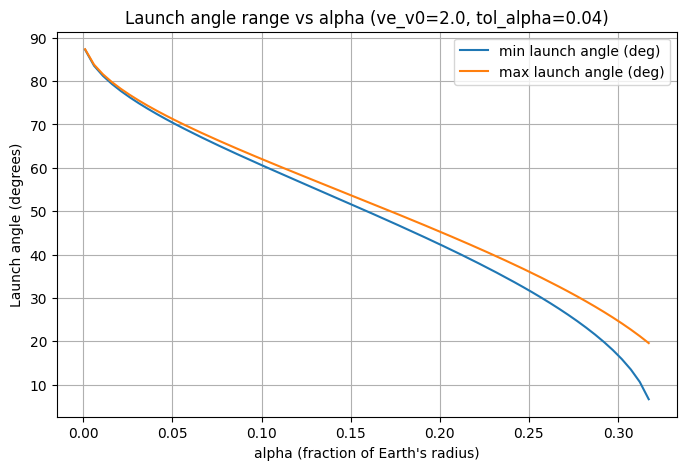 Launch angle range vs alpha (ve_v0=2.0, tol_alpha=0.04)
min launch angle (deg)
max launch angle (deg)
Launch angle (degrees)
90
80
70
60
50
40
30
20
10
0.00 0.05 0.10 0.15 0.20 0.25 0.30
alpha (fraction of Earth's radius)